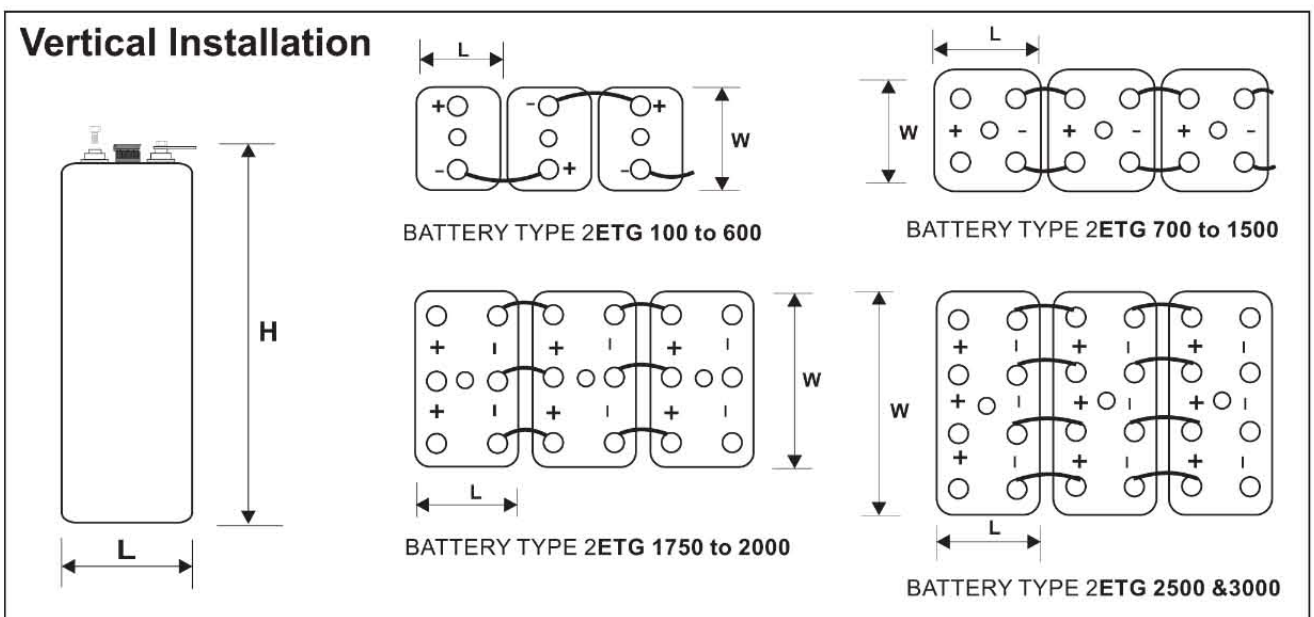 Vertical Installation
L
+ - +
W
- + -
BATTERY TYPE 2ETG 100 to 600
L
W
+ - + - + -
BATTERY TYPE 2ETG 700 to 1500
H
L
+ - + - + -
+ - + - + -
W
L
BATTERY TYPE 2ETG 1750 to 2000
+ - + - + -
+ - + - + -
+ - + - + -
W
L
BATTERY TYPE 2ETG 2500 &3000